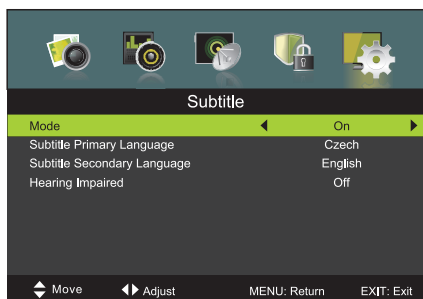 Subtitle
Mode On
Subtitle Primary Language Czech
Subtitle Secondary Language English
Hearing Impaired Off
Move Adjust MENU: Return EXIT: Exit